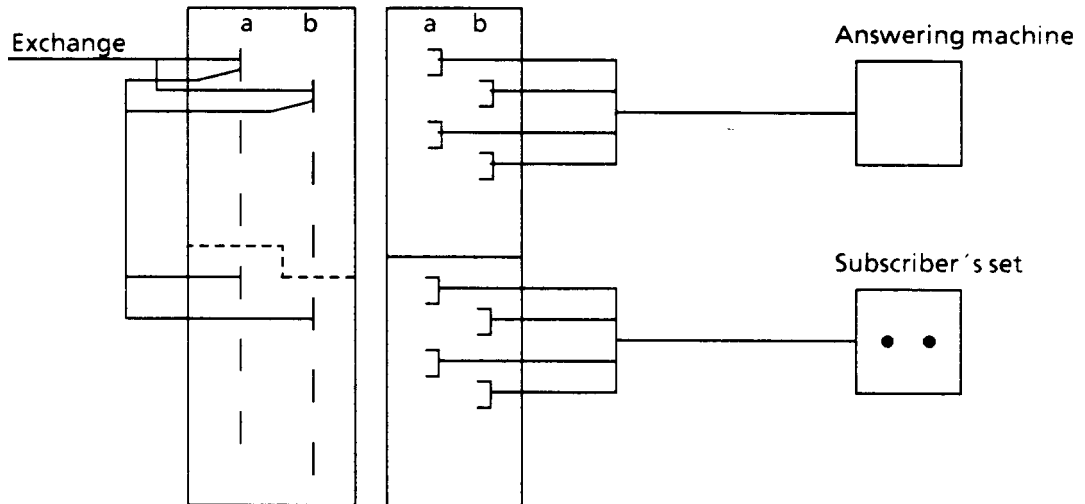 a b
a b
Exchange
Answering machine
Subscriber´s set